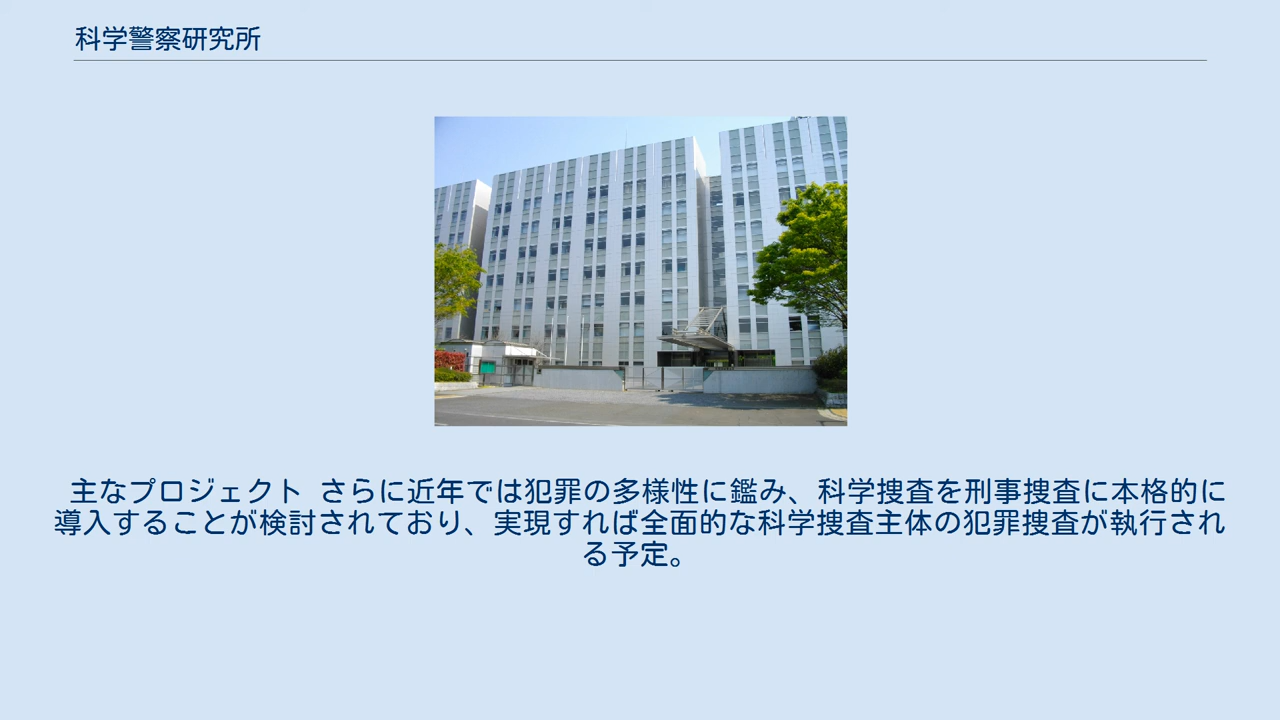 科学警察研究所
主なプロジェクト さらに近年では犯罪の多様性に鑑み、科学捜査を刑事捜査に本格的に
導入することが検討されており、実現すれば全面的な科学捜査主体の犯罪捜査が執行され
る予定。